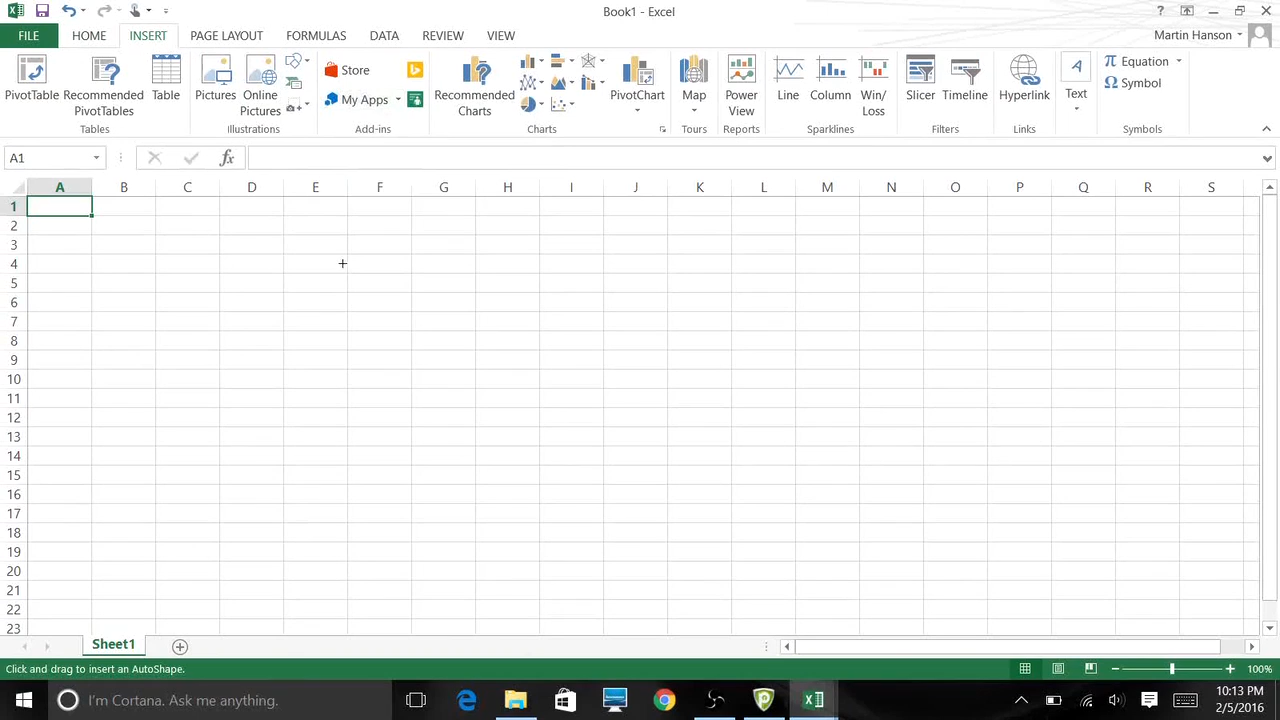 Book1 - Excel
?
FILE HOME INSERT PAGE LAYOUT FORMULAS DATA REVIEW VIEW Martin Hanson
PivotTable Recommended PivotTables Table Pictures Online Pictures Store My Apps Recommended Charts PivotChart Map Power View Line Column Win/Loss Slicer Timeline Hyperlink Text Equation Symbol
Tables Illustrations Add-ins Charts Tours Reports Sparklines Filters Links Symbols
A1 fx
A B C D E F G H I J K L M N O P Q R S
1
2
3
4
5
6
7
8
9
10
11
12
13
14
15
16
17
18
19
20
21
22
23
Sheet1
Click and drag to insert an AutoShape. 100%
I'm Cortana. Ask me anything. 10:13 PM
2/5/2016